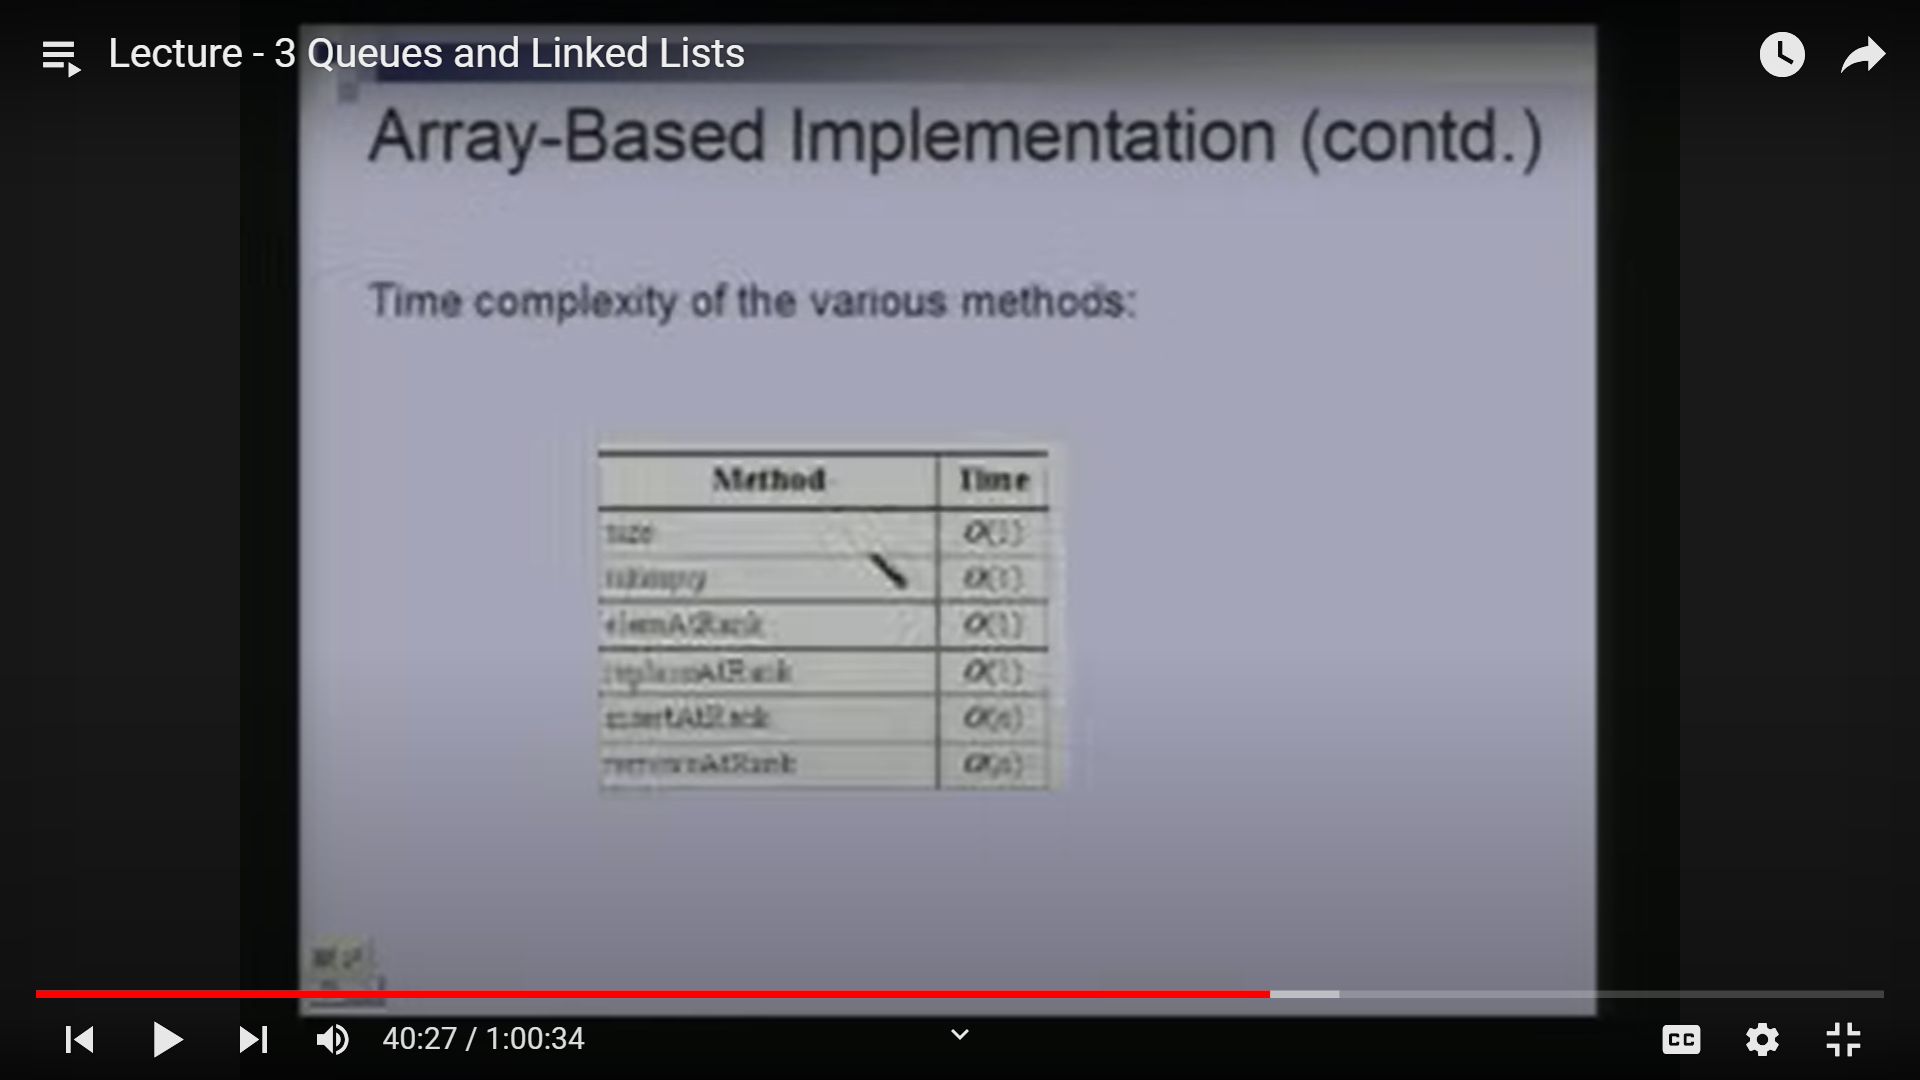 Lecture - 3 Queues and Linked Lists
Array-Based Implementation (contd.)
Time complexity of the various methods:
Method Time
size O(1)
isEmpty O(1)
elemAtRank O(1)
replaceAtRank O(1)
insertAtRank O(n)
removeAtRank O(n)
40:27 / 1:00:34
CC